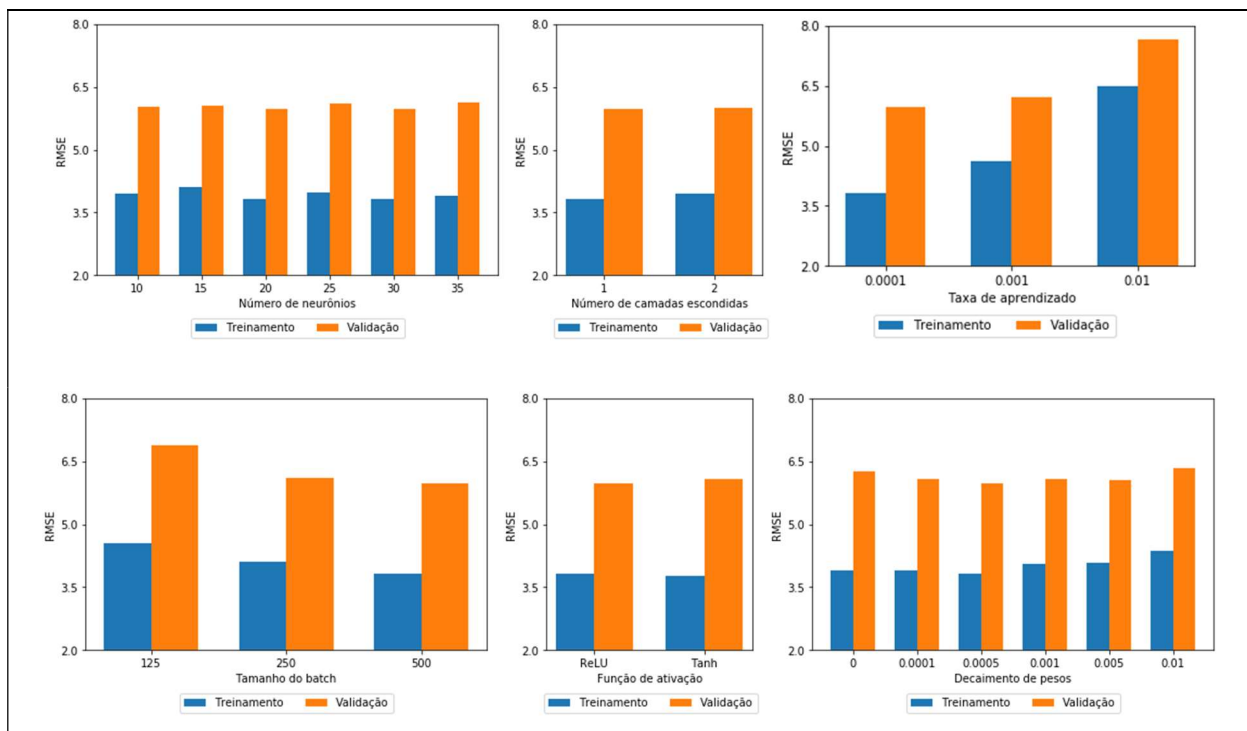 8.0
6.5
5.0
3.5
2.0
RMSE
10 15 20 25 30 35
Número de neurônios
Treinamento Validação
8.0
6.5
5.0
3.5
2.0
RMSE
1 2
Número de camadas escondidas
Treinamento Validação
8.0
6.5
5.0
3.5
2.0
RMSE
0.0001 0.001 0.01
Taxa de aprendizado
Treinamento Validação
8.0
6.5
5.0
3.5
2.0
RMSE
125 250 500
Tamanho do batch
Treinamento Validação
8.0
6.5
5.0
3.5
2.0
RMSE
ReLU Tanh
Função de ativação
Treinamento Validação
8.0
6.5
5.0
3.5
2.0
RMSE
0 0.0001 0.0005 0.001 0.005 0.01
Decaimento de pesos
Treinamento Validação